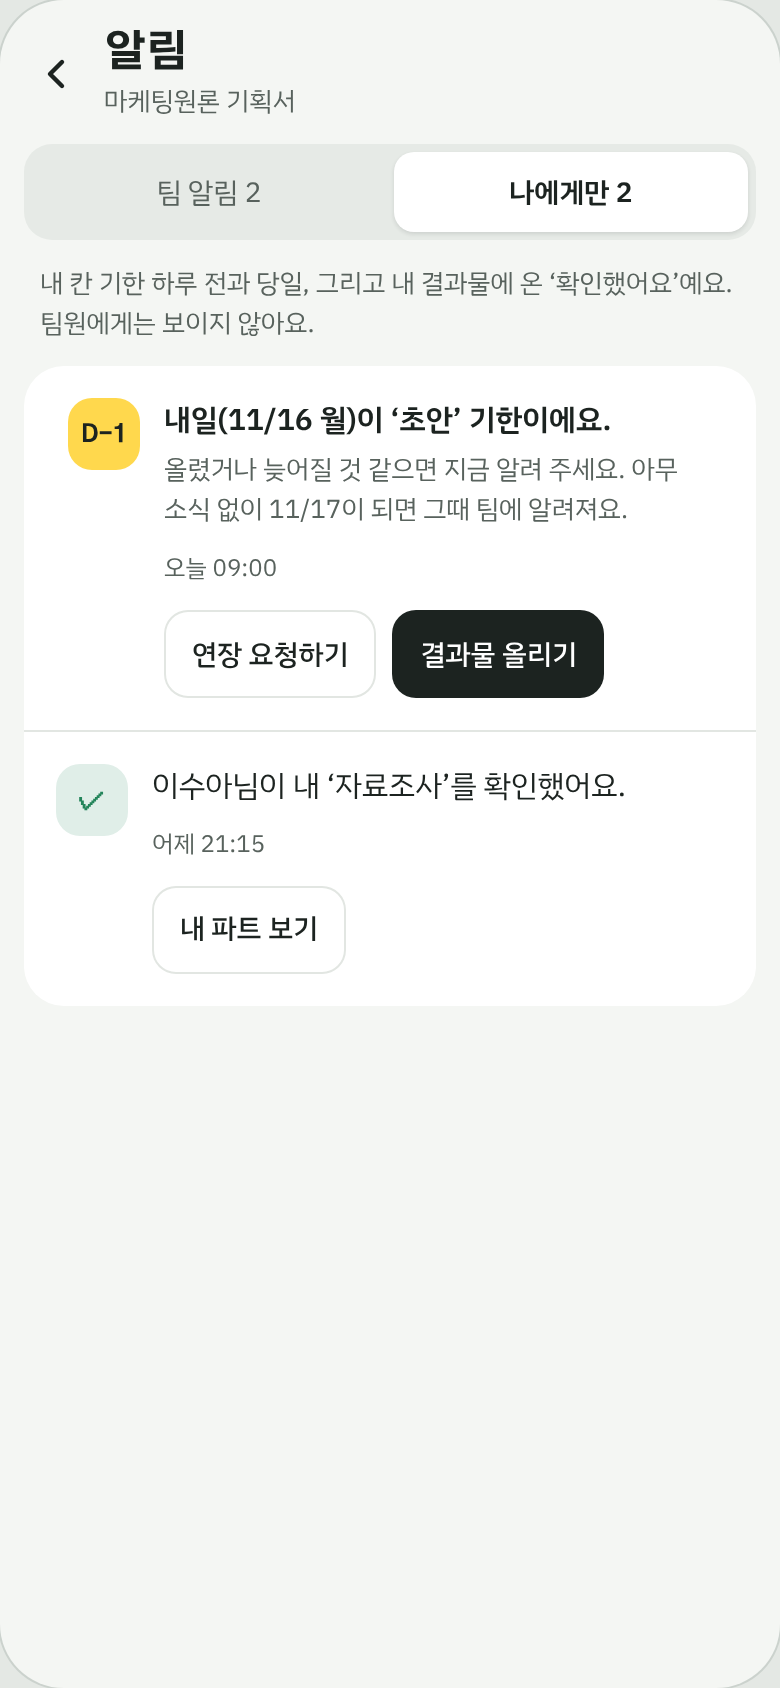 알림
마케팅원론 기획서
팀 알림 2
나에게만 2
내 칸 기한 하루 전과 당일, 그리고 내 결과물에 온 ‘확인했어요’예요.
팀원에게는 보이지 않아요.
D–1
내일(11/16 월)이 ‘초안’ 기한이에요.
올렸거나 늦어질 것 같으면 지금 알려 주세요. 아무
소식 없이 11/17이 되면 그때 팀에 알려져요.
오늘 09:00
연장 요청하기
결과물 올리기
이수아님이 내 ‘자료조사’를 확인했어요.
어제 21:15
내 파트 보기